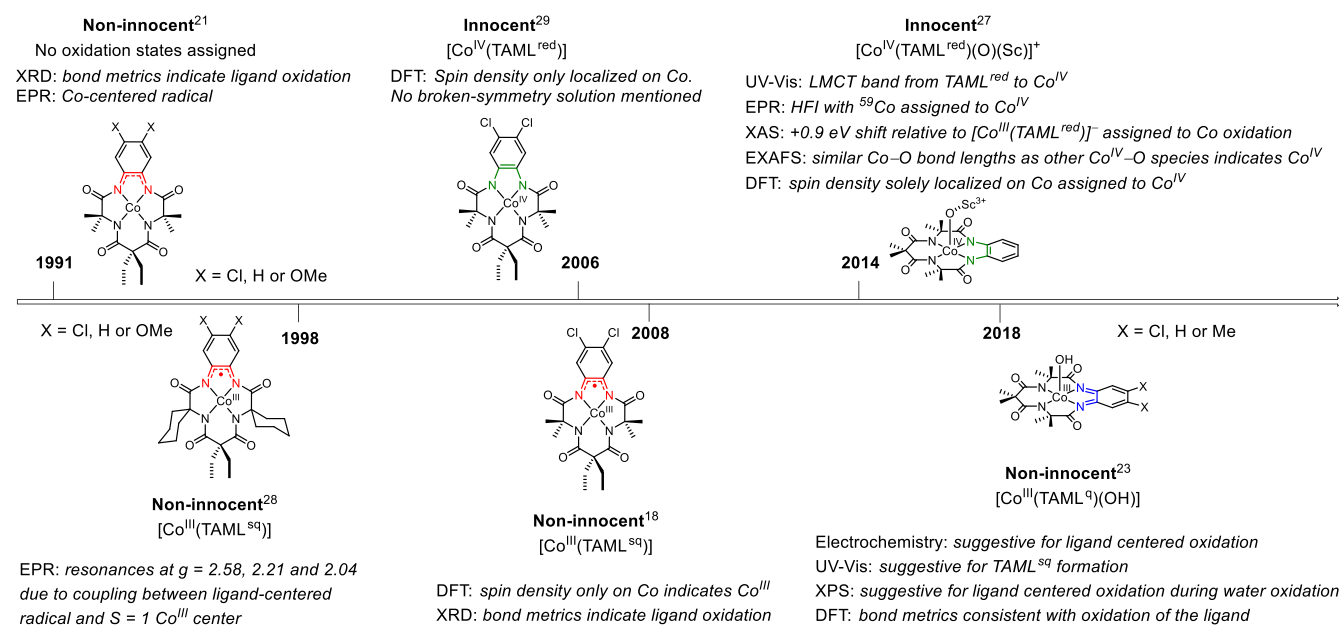 Non-innocent21
No oxidation states assigned
XRD: bond metrics indicate ligand oxidation
EPR: Co-centered radical
X
X
O
N
N
O
Co
N
N
O
O
1991
X = Cl, H or OMe
Innocent29
[CoIV(TAMLred)]
DFT: Spin density only localized on Co.
No broken-symmetry solution mentioned
Cl
Cl
O
N
N
O
CoIV
N
N
O
O
2006
Innocent27
[CoIV(TAMLred)(O)(Sc)]+
UV-Vis: LMCT band from TAMLred to CoIV
EPR: HFI with 59Co assigned to CoIV
XAS: +0.9 eV shift relative to [CoIII(TAMLred)]– assigned to Co oxidation
EXAFS: similar Co–O bond lengths as other CoIV–O species indicates CoIV
DFT: spin density solely localized on Co assigned to CoIV
Sc3+
O
O
O
N
N
IV
Co
N
N
O
O
2014
X = Cl, H or OMe
1998
X
X
O
N
N
O
CoIII
N
N
O
O
Non-innocent28
[CoIII(TAMLsq)]
EPR: resonances at g = 2.58, 2.21 and 2.04
due to coupling between ligand-centered
radical and S = 1 CoIII center
2008
Cl
Cl
O
N
N
O
CoIII
N
N
O
O
Non-innocent18
[CoIII(TAMLsq)]
DFT: spin density only on Co indicates CoIII
XRD: bond metrics indicate ligand oxidation
2018
X = Cl, H or Me
OH
O
O
N
N
III
Co
N
N
O
O
X
X
Non-innocent23
[CoIII(TAMLq)(OH)]
Electrochemistry: suggestive for ligand centered oxidation
UV-Vis: suggestive for TAMLsq formation
XPS: suggestive for ligand centered oxidation during water oxidation
DFT: bond metrics consistent with oxidation of the ligand